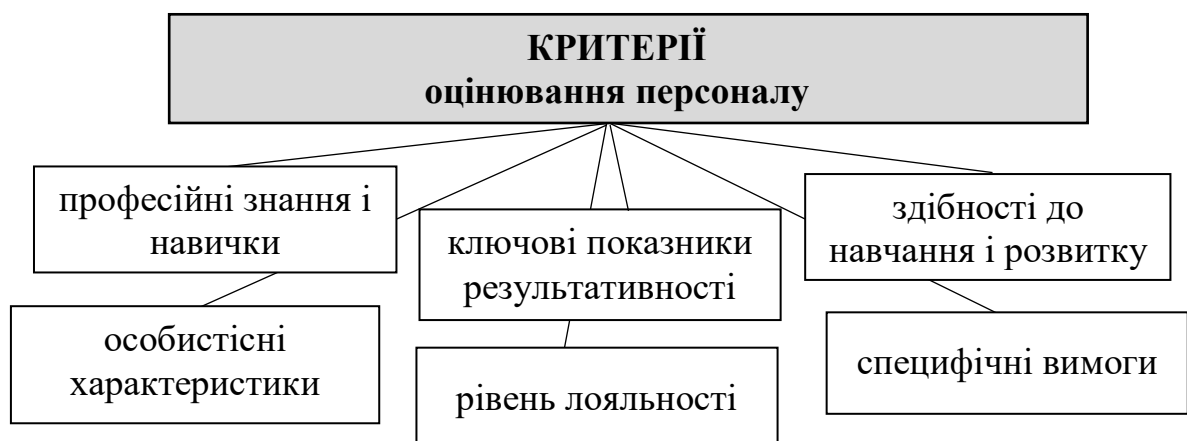 КРИТЕРІЇ
оцінювання персоналу
професійні знання і
навички
ключові показники
результативності
здібності до
навчання і розвитку
особистісні
характеристики
рівень лояльності
специфічні вимоги